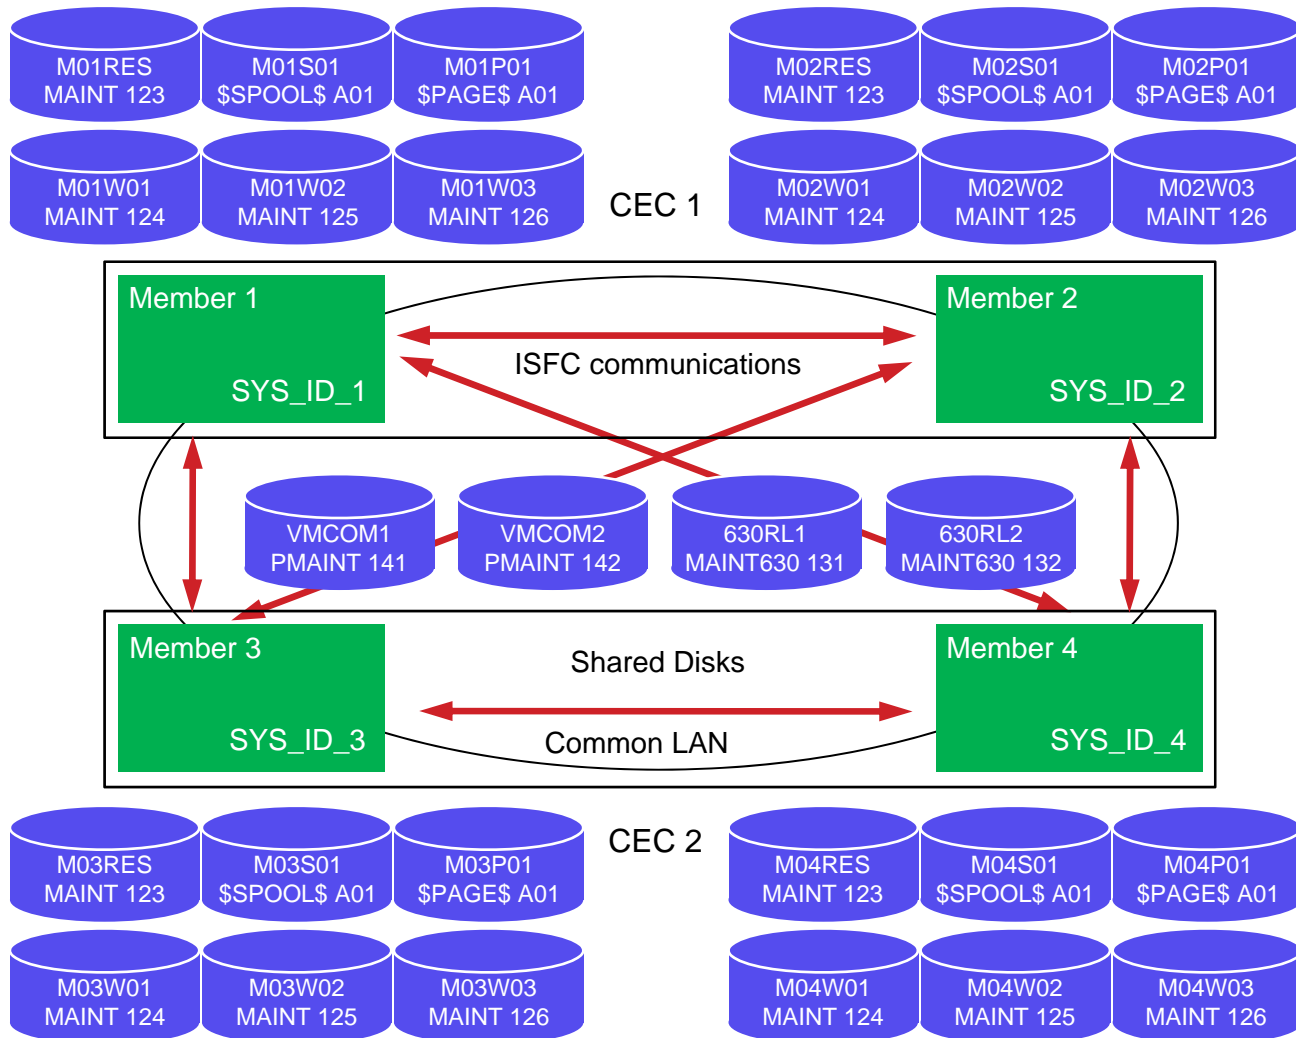 M01RES
MAINT 123
M01S01
$SPOOL$ A01
M01P01
$PAGE$ A01
M02RES
MAINT 123
M02S01
$SPOOL$ A01
M02P01
$PAGE$ A01
M01W01
MAINT 124
M01W02
MAINT 125
M01W03
MAINT 126
CEC 1
M02W01
MAINT 124
M02W02
MAINT 125
M02W03
MAINT 126
Member 1
SYS_ID_1
ISFC communications
Member 2
SYS_ID_2
VMCOM1
PMAINT 141
VMCOM2
PMAINT 142
630RL1
MAINT630 131
630RL2
MAINT630 132
Member 3
SYS_ID_3
Shared Disks
Common LAN
Member 4
SYS_ID_4
M03RES
MAINT 123
M03S01
$SPOOL$ A01
M03P01
$PAGE$ A01
CEC 2
M04RES
MAINT 123
M04S01
$SPOOL$ A01
M04P01
$PAGE$ A01
M03W01
MAINT 124
M03W02
MAINT 125
M03W03
MAINT 126
M04W01
MAINT 124
M04W02
MAINT 125
M04W03
MAINT 126